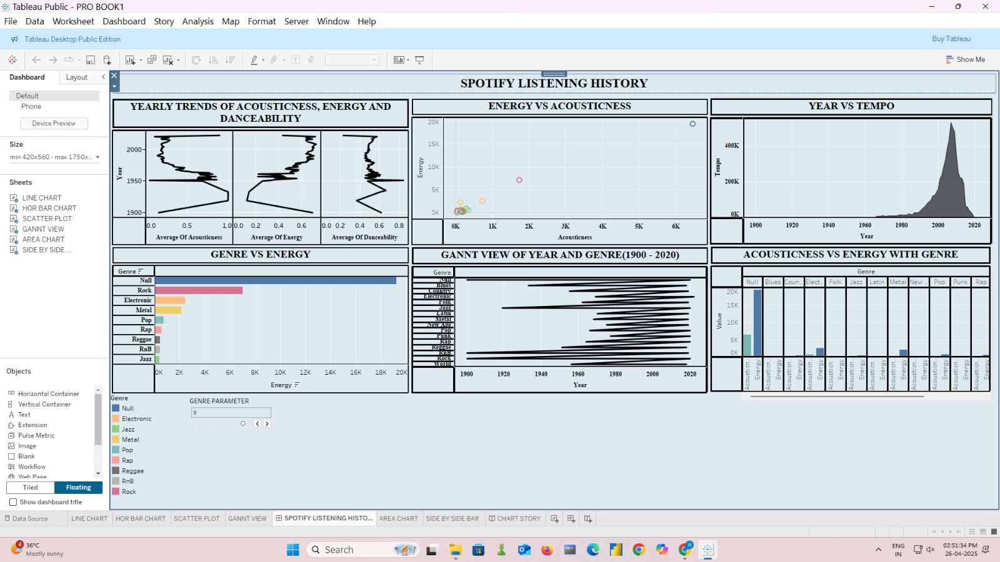 Tableau Public - PRO BOOK1
File Data Worksheet Dashboard Story Analysis Map Format Server Window Help
Tableau Desktop Public Edition
Buy Tableau
Show Me
Dashboard Layout
Default
Phone
Device Preview
Size
min 420x560 - max 1750x...
Sheets
LINE CHART
HOR BAR CHART
SCATTER PLOT
GANNT VIEW
AREA CHART
SIDE BY SIDE ...
Objects
Horizontal Container
Vertical Container
Text
Extension
Pulse Metric
Image
Blank
Workflow
Web Page
Tiled Floating
Show dashboard title
SPOTIFY LISTENING HISTORY
YEARLY TRENDS OF ACOUSTICNESS, ENERGY AND
DANCEABILITY
Year
2000
1950
1900
0.0 0.5 1.0 0.0 0.2 0.4 0.6 0.0 0.2 0.4 0.6 0.8
Average Of Acousticness Average Of Energy Average Of Danceability
ENERGY VS ACOUSTICNESS
Energy
20K
15K
10K
5K
0K
0K 1K 2K 3K 4K 5K 6K
Acousticness
YEAR VS TEMPO
Tempo
400K
200K
0K
1900 1920 1940 1960 1980 2000 2020
Year
GENRE VS ENERGY
Genre
Null
Rock
Electronic
Metal
Pop
Rap
Reggae
RnB
Jazz
0K 2K 4K 6K 8K 10K 12K 14K 16K 18K 20K
Energy
GANNT VIEW OF YEAR AND GENRE(1900 - 2020)
Genre
Null
Blues
Country
Electronic
Folk
Jazz
Latin
Metal
New Age
Pop
Punk
Rap
Reggae
RnB
Rock
World
1900 1920 1940 1960 1980 2000 2020
Year
ACOUSTICNESS VS ENERGY WITH GENRE
Genre
Null Blues Coun.. Elect.. Folk Jazz Latin Metal New .. Pop Punk Rap
Value
20K
15K
10K
5K
0K
Acousticn.. Energy Acousticn.. Energy Acousticn.. Energy Acousticn.. Energy Acousticn.. Energy Acousticn.. Energy Acousticn.. Energy Acousticn.. Energy Acousticn.. Energy Acousticn.. Energy Acousticn.. Energy Acousticn.. Energy
Genre
Null
Electronic
Jazz
Metal
Pop
Rap
Reggae
RnB
Rock
GENRE PARAMETER
9
Data Source LINE CHART HOR BAR CHART SCATTER PLOT GANNT VIEW SPOTIFY LISTENING HISTO... AREA CHART SIDE BY SIDE BAR CHART STORY
4
36°C
Mostly sunny
Search
H
ENG
IN
02:51:34 PM
26-04-2025